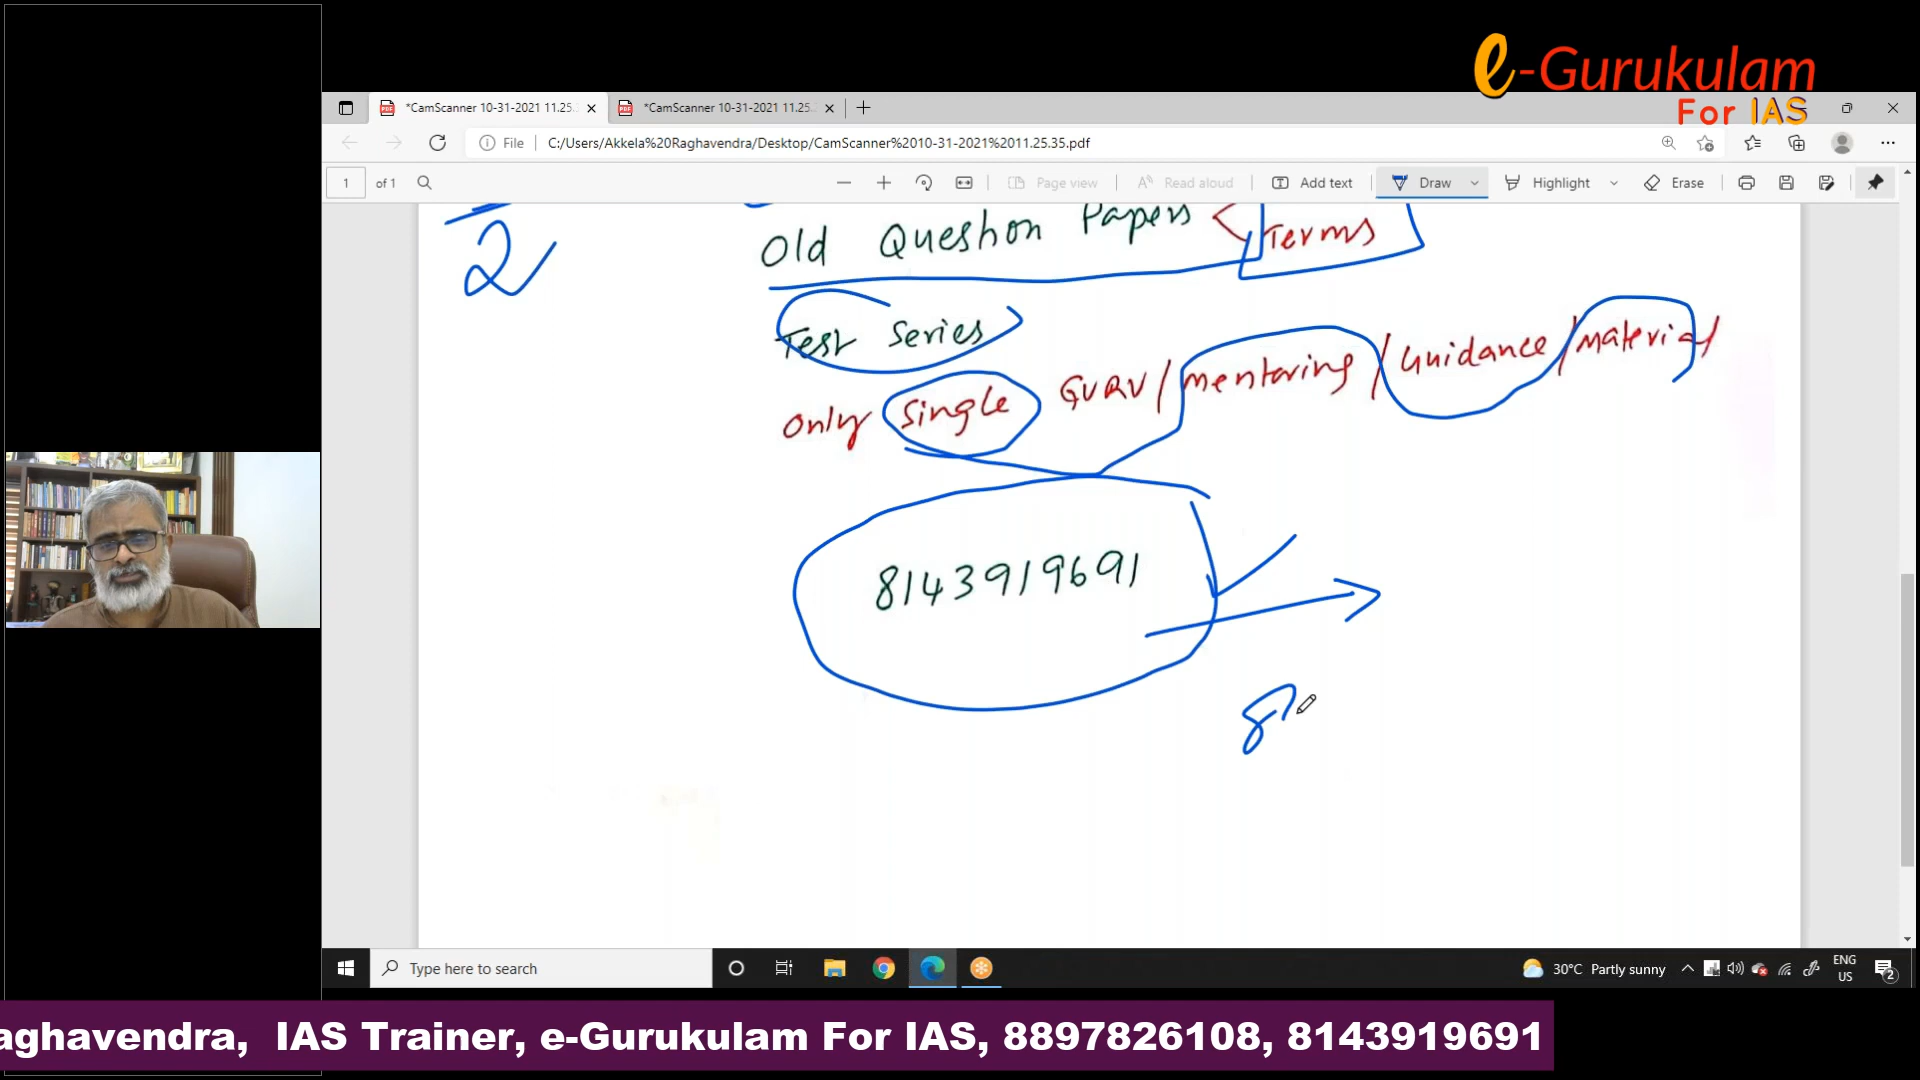 e-Gurukulam
For IAS
*CamScanner 10-31-2021 11.25.
*CamScanner 10-31-2021 11.25.
File
C:/Users/Akkela%20Raghavendra/Desktop/CamScanner%2010-31-2021%2011.25.35.pdf
1 of 1
Page view
Read aloud
Add text
Draw
Highlight
Erase
2
Old Question Papers
Terms
Test Series
Only Single GURU/mentoring/Guidance/material
8143919691
8
Type here to search
30°C Partly sunny
ENG
US
2
aghavendra, IAS Trainer, e-Gurukulam For IAS, 8897826108, 8143919691